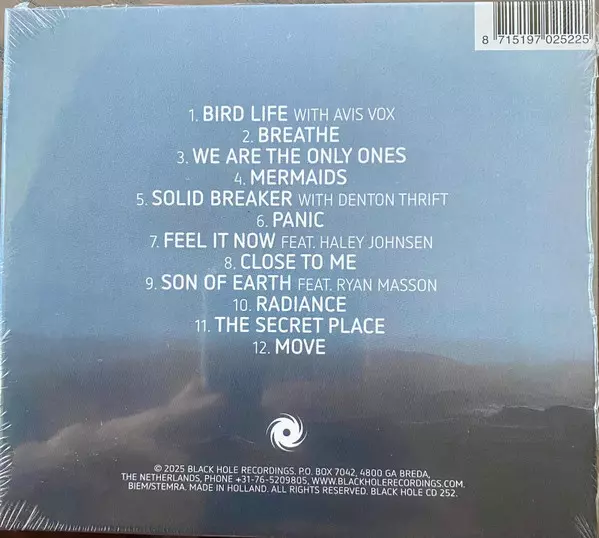 8 715197 025225
1. BIRD LIFE WITH AVIS VOX
2. BREATHE
3. WE ARE THE ONLY ONES
4. MERMAIDS
5. SOLID BREAKER WITH DENTON THRIFT
6. PANIC
7. FEEL IT NOW FEAT. HALEY JOHNSEN
8. CLOSE TO ME
9. SON OF EARTH FEAT. RYAN MASSON
10. RADIANCE
11. THE SECRET PLACE
12. MOVE
© 2025 BLACK HOLE RECORDINGS. P.O. BOX 7042, 4800 GA BREDA,
THE NETHERLANDS, PHONE +31-76-5209805, WWW.BLACKHOLERECORDINGS.COM.
BIEM/STEMRA. MADE IN HOLLAND. ALL RIGHTS RESERVED. BLACK HOLE CD 252.